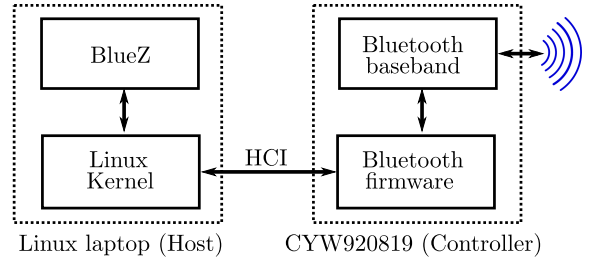 BlueZ
Linux
Kernel
HCI
Bluetooth
baseband
Bluetooth
firmware
Linux laptop (Host)
CYW920819 (Controller)